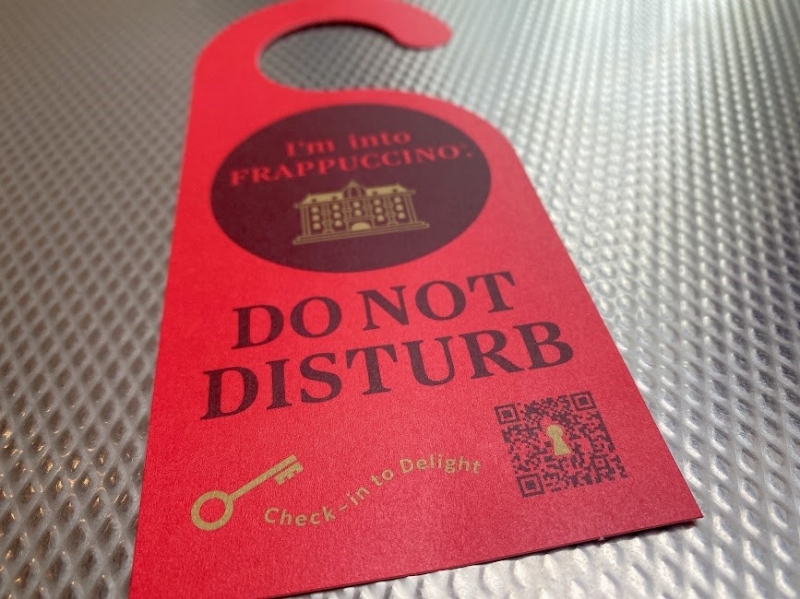 I'm into
FRAPPUCCINO®.
DO NOT
DISTURB
Check-in to Delight